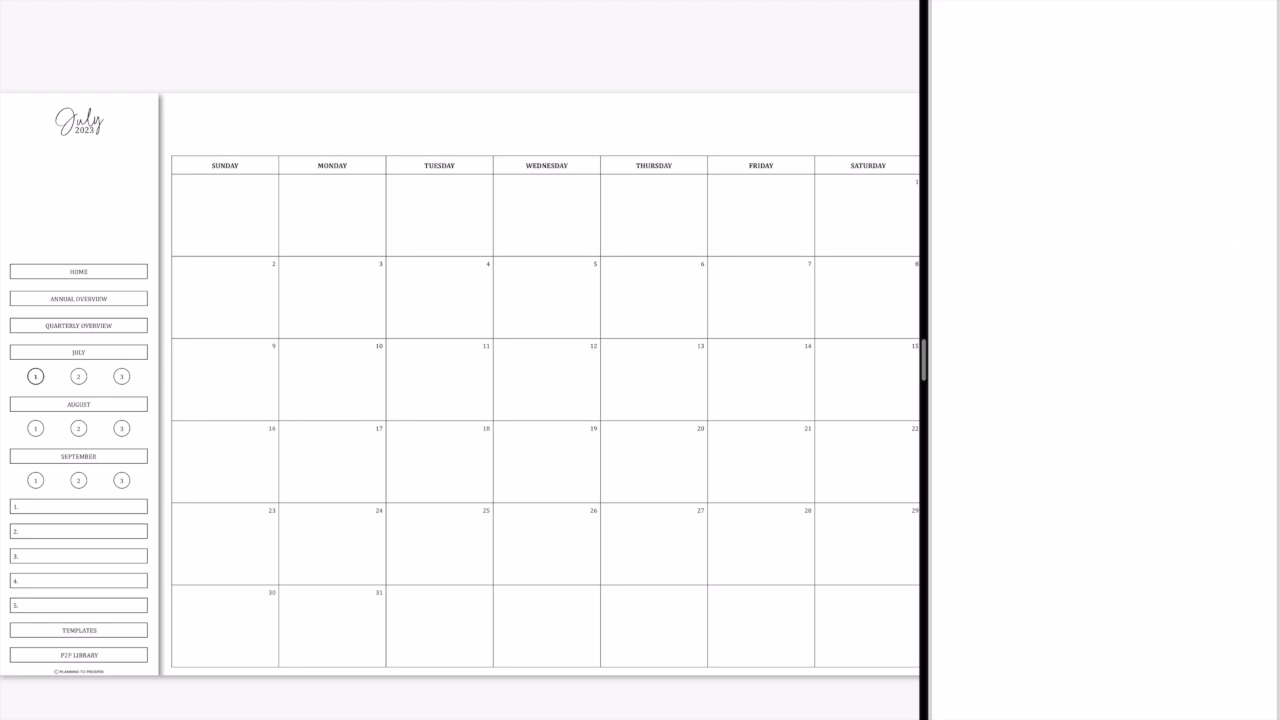 July
2023
HOME
ANNUAL OVERVIEW
QUARTERLY OVERVIEW
JULY
1 2 3
AUGUST
1 2 3
SEPTEMBER
1 2 3
1.
2.
3.
4.
5.
TEMPLATES
P2P LIBRARY
©PLANNING TO PROSPER
SUNDAY MONDAY TUESDAY WEDNESDAY THURSDAY FRIDAY SATURDAY
1
2 3 4 5 6 7 8
9 10 11 12 13 14 15
16 17 18 19 20 21 22
23 24 25 26 27 28 29
30 31